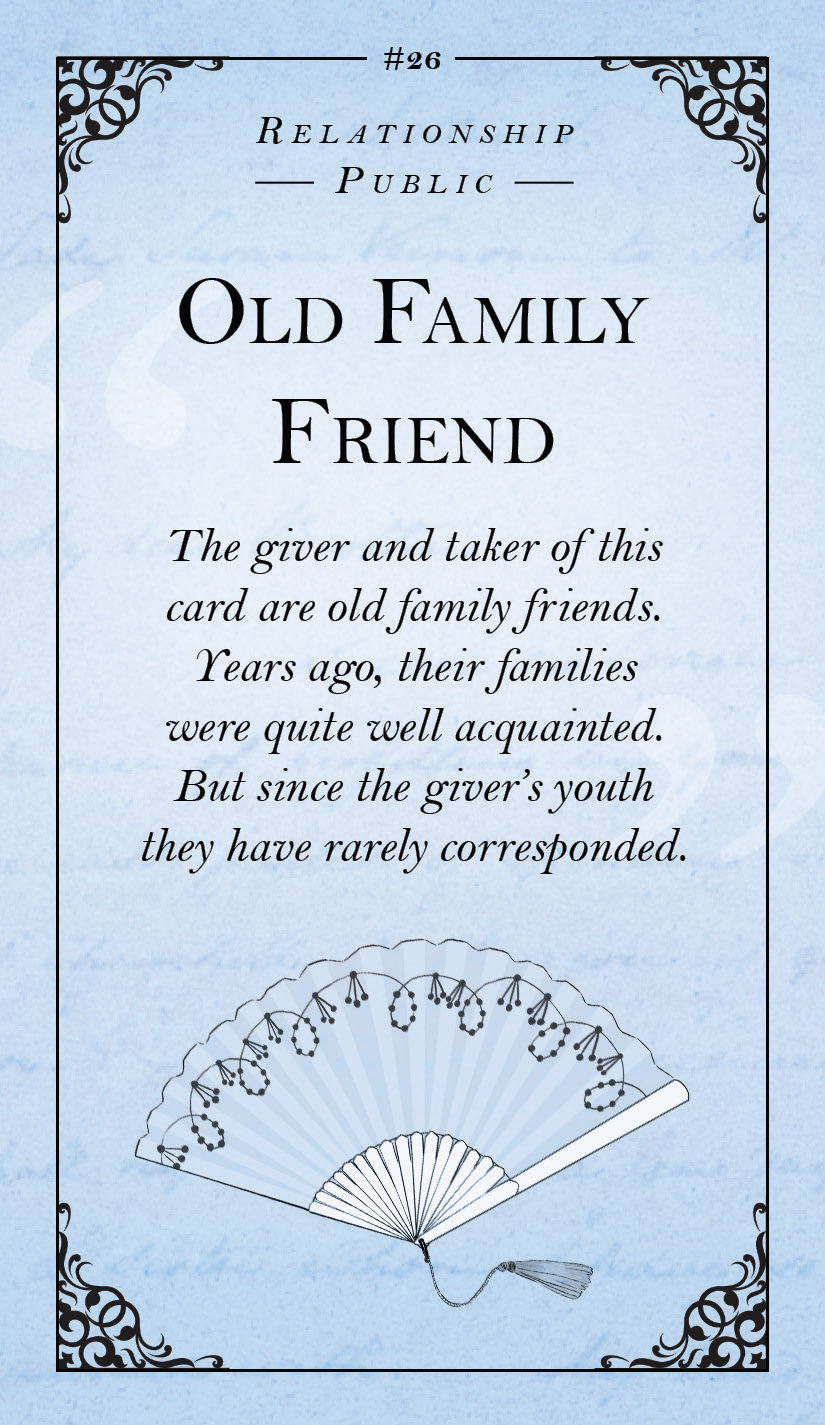 #26
RELATIONSHIP
PUBLIC
OLD FAMILY
FRIEND
The giver and taker of this
card are old family friends.
Years ago, their families
were quite well acquainted.
But since the giver’s youth
they have rarely corresponded.